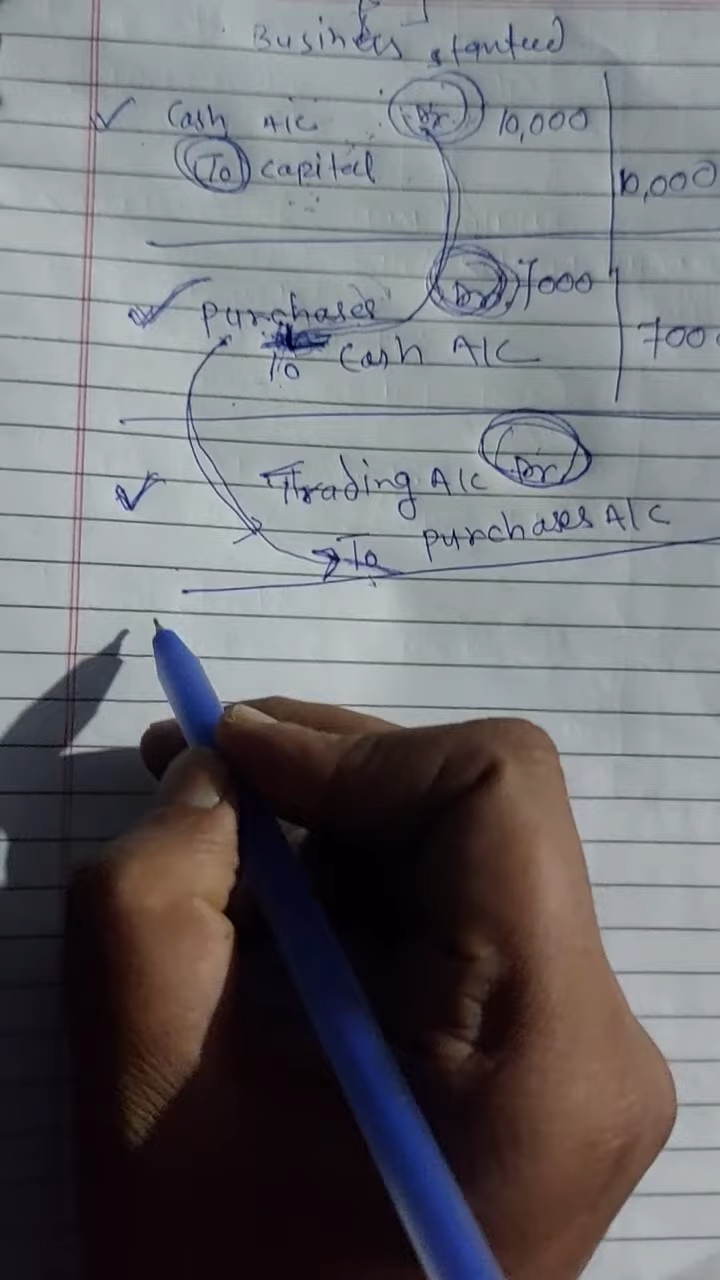 Business started
✓ Cash A/c Dr 10,000
To capital 10,000
✓ Purchases Dr 7000
To Cash A/C 700
✓ Trading A/c Dr
To purchases A/c